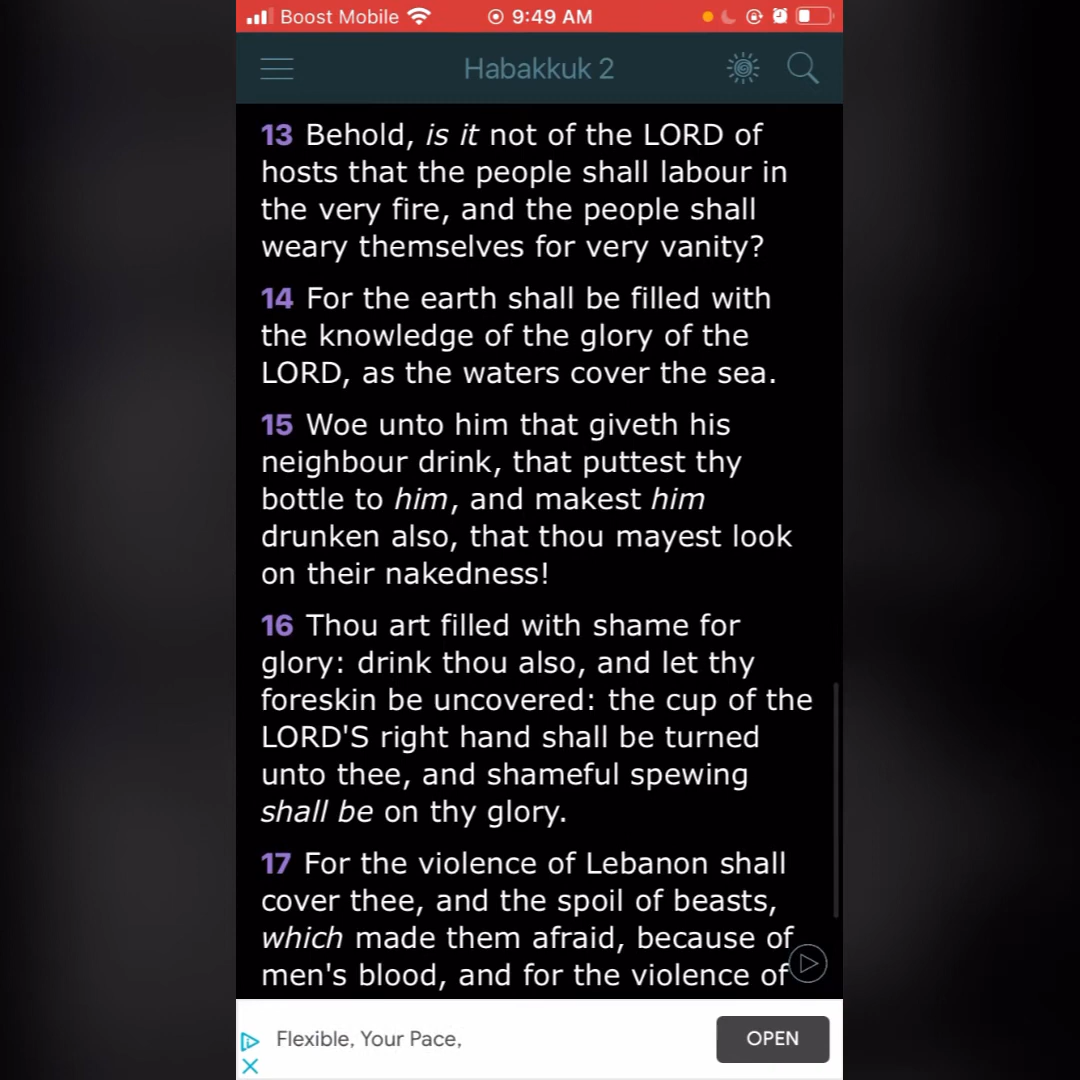 Boost Mobile 9:49 AM
Habakkuk 2
13 Behold, is it not of the LORD of
hosts that the people shall labour in
the very fire, and the people shall
weary themselves for very vanity?
14 For the earth shall be filled with
the knowledge of the glory of the
LORD, as the waters cover the sea.
15 Woe unto him that giveth his
neighbour drink, that puttest thy
bottle to him, and makest him
drunken also, that thou mayest look
on their nakedness!
16 Thou art filled with shame for
glory: drink thou also, and let thy
foreskin be uncovered: the cup of the
LORD'S right hand shall be turned
unto thee, and shameful spewing
shall be on thy glory.
17 For the violence of Lebanon shall
cover thee, and the spoil of beasts,
which made them afraid, because of
men's blood, and for the violence of
Flexible, Your Pace,
OPEN